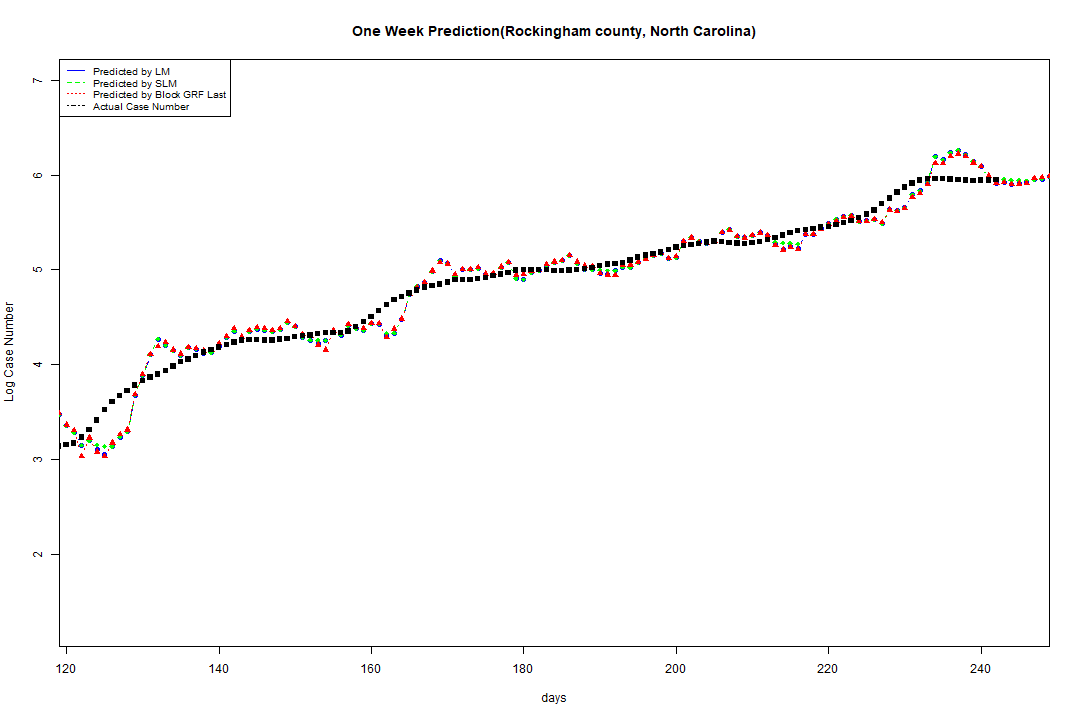 One Week Prediction(Rockingham county, North Carolina)
Predicted by LM
Predicted by SLM
Predicted by Block GRF Last
Actual Case Number
7
6
5
4
3
2
Log Case Number
120 140 160 180 200 220 240
days